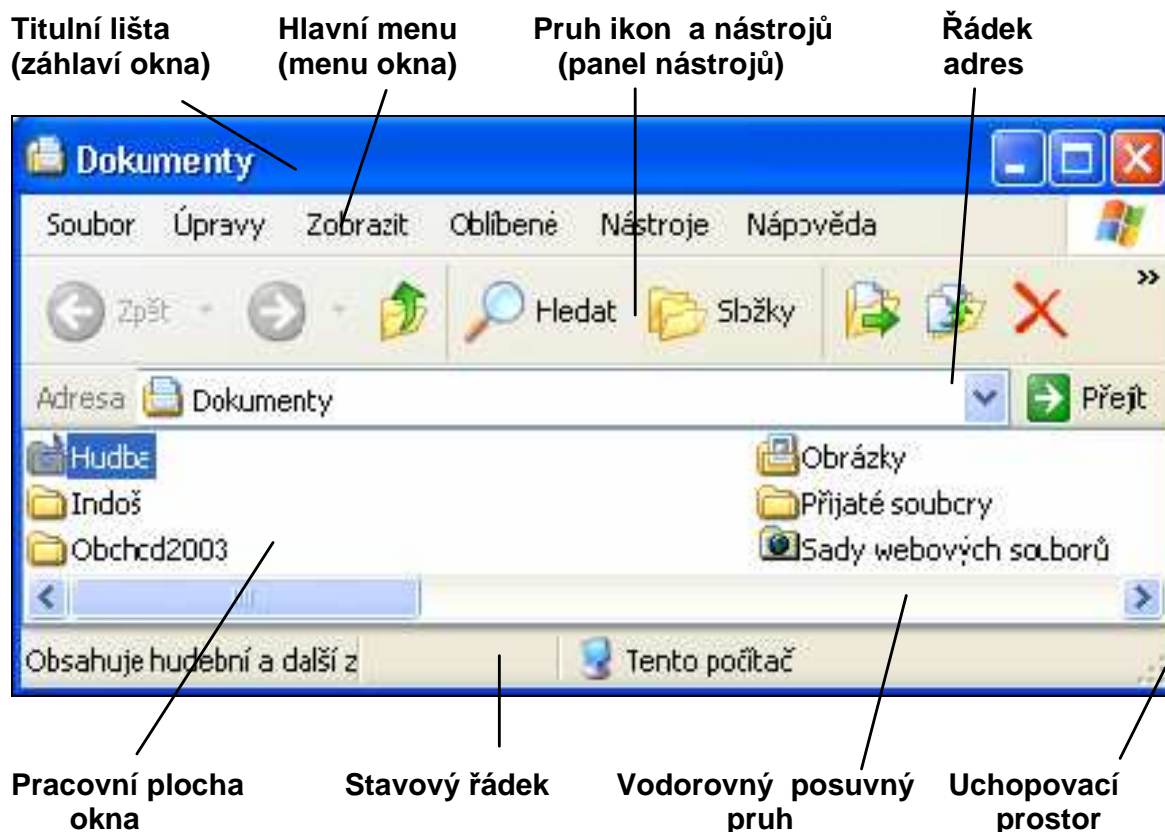 Titulní lišta Hlavní menu Pruh ikon a nástrojů Řádek
(záhlaví okna) (menu okna) (panel nástrojů) adres
Dokumenty
Soubor Úpravy Zobrazit Oblíbené Nástroje Nápověda
Zpět Hledat Složky »
Adresa Dokumenty Přejít
Hudba Obrázky
Indoš Přijaté soubory
Obchod2003 Sady webových souborů
Obsahuje hudební a další z Tento počítač
Pracovní plocha Stavový řádek Vodorovný posuvný Uchopovací
okna pruh prostor